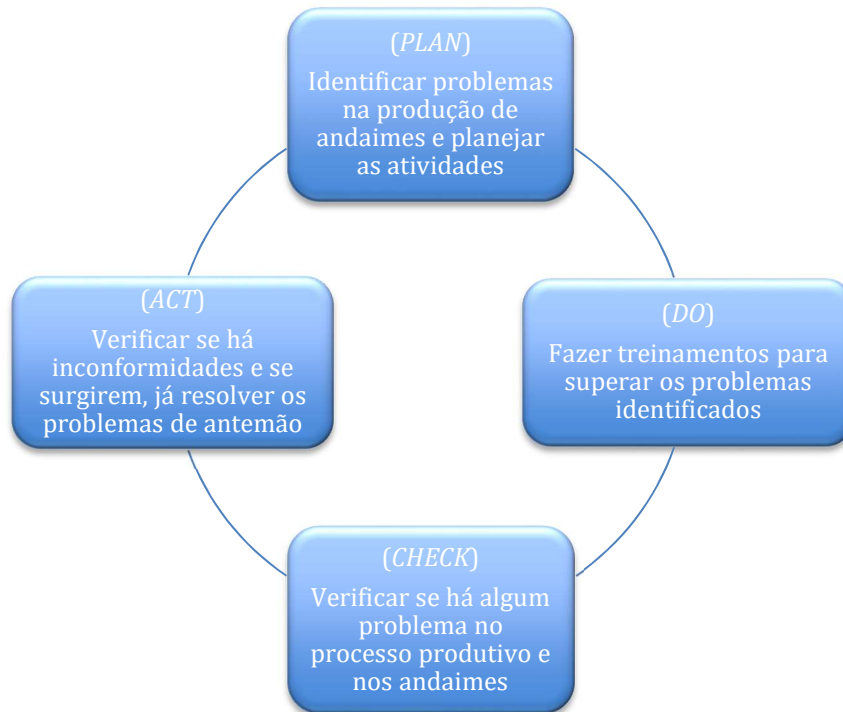 (PLAN)
Identificar problemas
na produção de
andaimes e planejar
as atividades
(DO)
Fazer treinamentos para
superar os problemas
identificados
(CHECK)
Verificar se há algum
problema no
processo produtivo e
nos andaimes
(ACT)
Verificar se há
inconformidades e se
surgirem, já resolver os
problemas de antemão